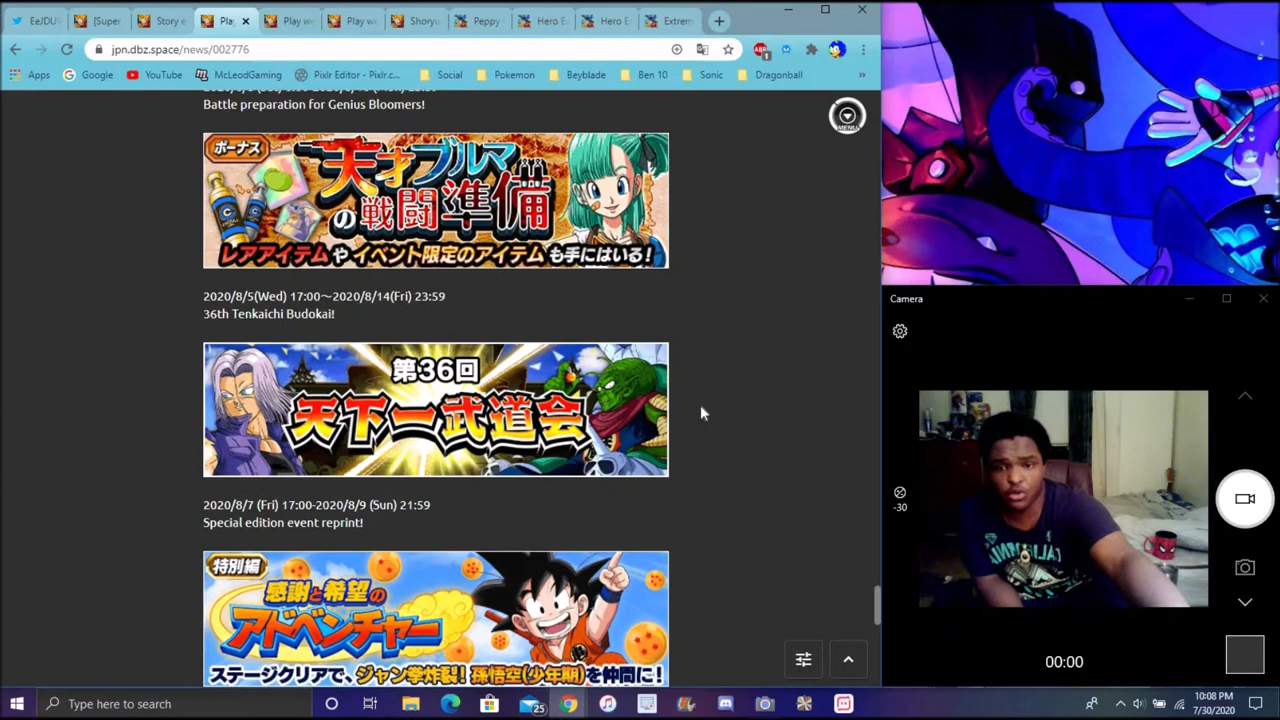 EeJDU
[Super
Story e
Play
Play we
Play we
Shoryu
Peppy
Hero E
Hero E
Extrem
jpn.dbz.space/news/002776
Apps
Google
YouTube
McLeodGaming
Pixlr Editor - Pixlr.c...
Social
Pokemon
Beyblade
Ben 10
Sonic
Dragonball
»
Battle preparation for Genius Bloomers!
MENU
ボーナス
天才ブルマ
の戦闘準備
レアアイテムやイベント限定のアイテムも手にはいる!
2020/8/5(Wed) 17:00~2020/8/14(Fri) 23:59
36th Tenkaichi Budokai!
第36回
天下一武道会
2020/8/7 (Fri) 17:00-2020/8/9 (Sun) 21:59
Special edition event reprint!
特別編
感謝と希望の
アドベンチャー
ステージクリアで、ジャン拳炸裂! 孫悟空(少年期)を仲間に!
Camera
-30
00:00
Type here to search
25
10:08 PM
7/30/2020